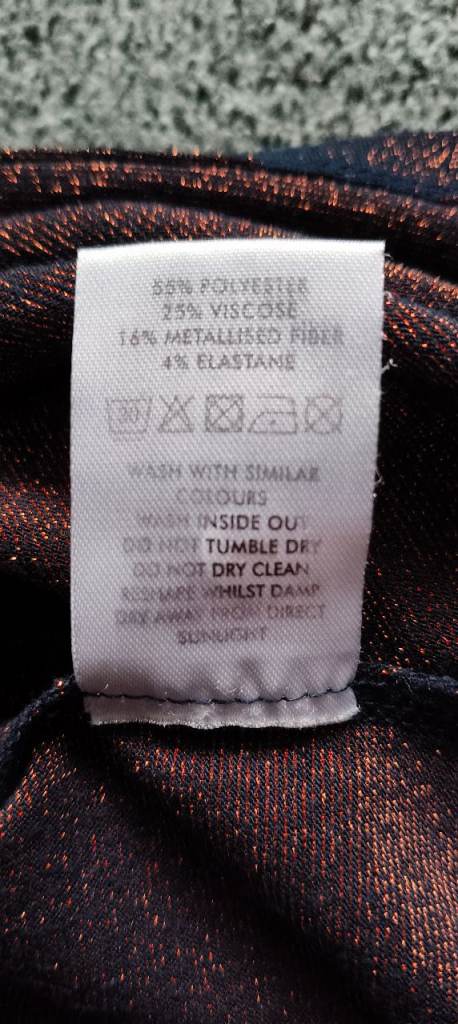 55% POLYESTER
25% VISCOSE
16% METALLISED FIBER
4% ELASTANE
30
WASH WITH SIMILAR
COLOURS
WASH INSIDE OUT
DO NOT TUMBLE DRY
DO NOT DRY CLEAN
RESHAPE WHILST DAMP
DRY AWAY FROM DIRECT
SUNLIGHT